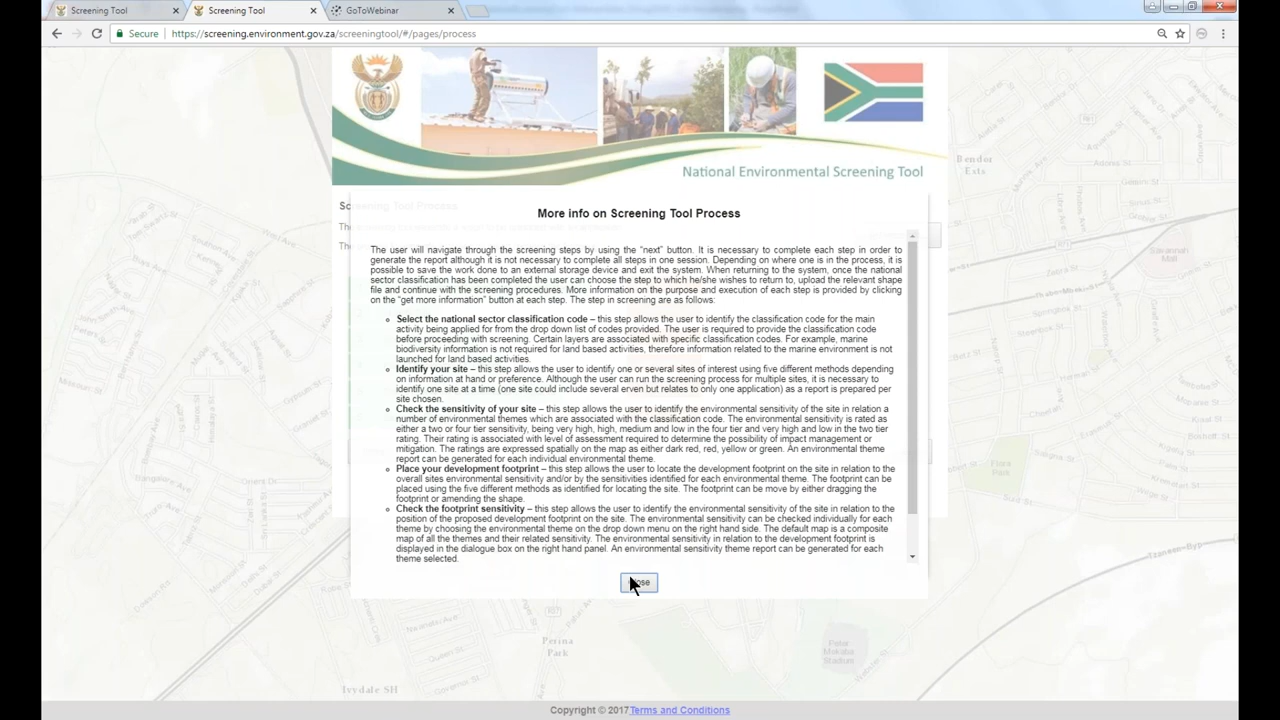 Screening Tool
Screening Tool
GoToWebinar
Secure
https://screening.environment.gov.za/screeningtool/#/pages/process
National Environmental Screening Tool
Screening Tool Process
More info on Screening Tool Process
The user will navigate through the screening steps by using the “next” button. It is necessary to complete each step in order to
generate the report although it is not necessary to complete all steps in one session. Depending on where one is in the process, it is
possible to save the work done to an external storage device and exit the system. When returning to the system, once the national
sector classification has been completed the user can choose the step to which he/she wishes to return to, upload the relevant shape
file and continue with the screening procedures. More information on the purpose and execution of each step is provided by clicking
on the “get more information” button at each step. The step in screening are as follows:
Select the national sector classification code – this step allows the user to identify the classification code for the main
activity being applied for from the drop down list of codes provided. The user is required to provide the classification code
before proceeding with screening. Certain layers are associated with specific classification codes. For example, marine
biodiversity information is not required for land based activities, therefore information related to the marine environment is not
launched for land based activities.
Identify your site – this step allows the user to identify one or several sites of interest using five different methods depending
on information at hand or preference. Although the user can run the screening process for multiple sites, it is necessary to
identify one site at a time (one site could include several erven but relates to only one application) as a report is prepared per
site chosen.
Check the sensitivity of your site – this step allows the user to identify the environmental sensitivity of the site in relation a
number of environmental themes which are associated with the classification code. The environmental sensitivity is rated as
either a two or four tier sensitivity, being very high, high, medium and low in the four tier and very high and low in the two tier
rating. Their rating is associated with level of assessment required to determine the possibility of impact management or
mitigation. The ratings are expressed spatially on the map as either dark red, red, yellow or green. An environmental theme
report can be generated for each individual environmental theme.
Place your development footprint – this step allows the user to locate the development footprint on the site in relation to the
overall sites environmental sensitivity and/or by the sensitivities identified for each environmental theme. The footprint can be
placed using the five different methods as identified for locating the site. The footprint can be move by either dragging the
footprint or amending the shape.
Check the footprint sensitivity – this step allows the user to identify the environmental sensitivity of the site in relation to the
position of the proposed development footprint on the site. The environmental sensitivity can be checked individually for each
theme by choosing the environmental theme on the drop down menu on the right hand side. The default map is a composite
map of all the themes and their related sensitivity. The environmental sensitivity in relation to the development footprint is
displayed in the dialogue box on the right hand panel. An environmental sensitivity theme report can be generated for each
theme selected.
Bendor
Exts
Savannah
Mall
Flora
Park
Perina
Park
Peter
Mokaba
Stadium
Ivydale SH
Copyright © 2017 Terms and Conditions